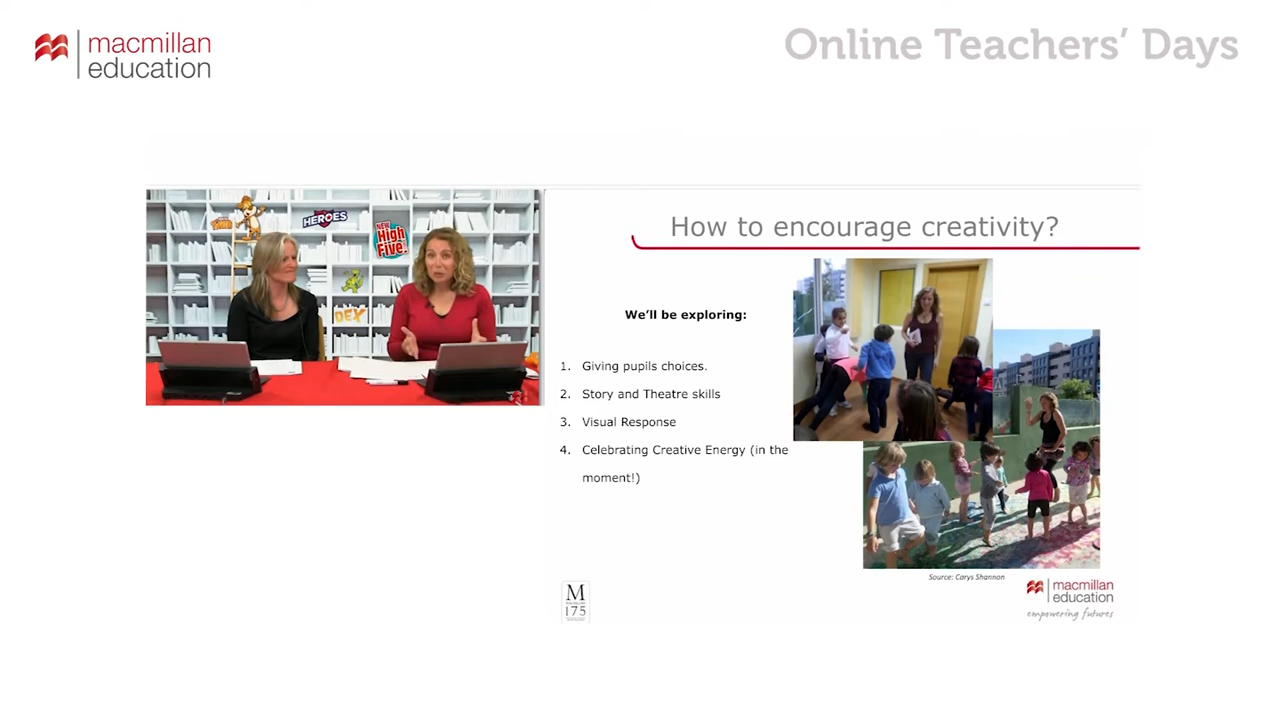 macmillan
education
Online Teachers’ Days
HEROES
NEW
High
Five!
DEX
How to encourage creativity?
We’ll be exploring:
1. Giving pupils choices.
2. Story and Theatre skills
3. Visual Response
4. Celebrating Creative Energy (in the
moment!)
Source: Carys Shannon
M
175
macmillan
education
empowering futures